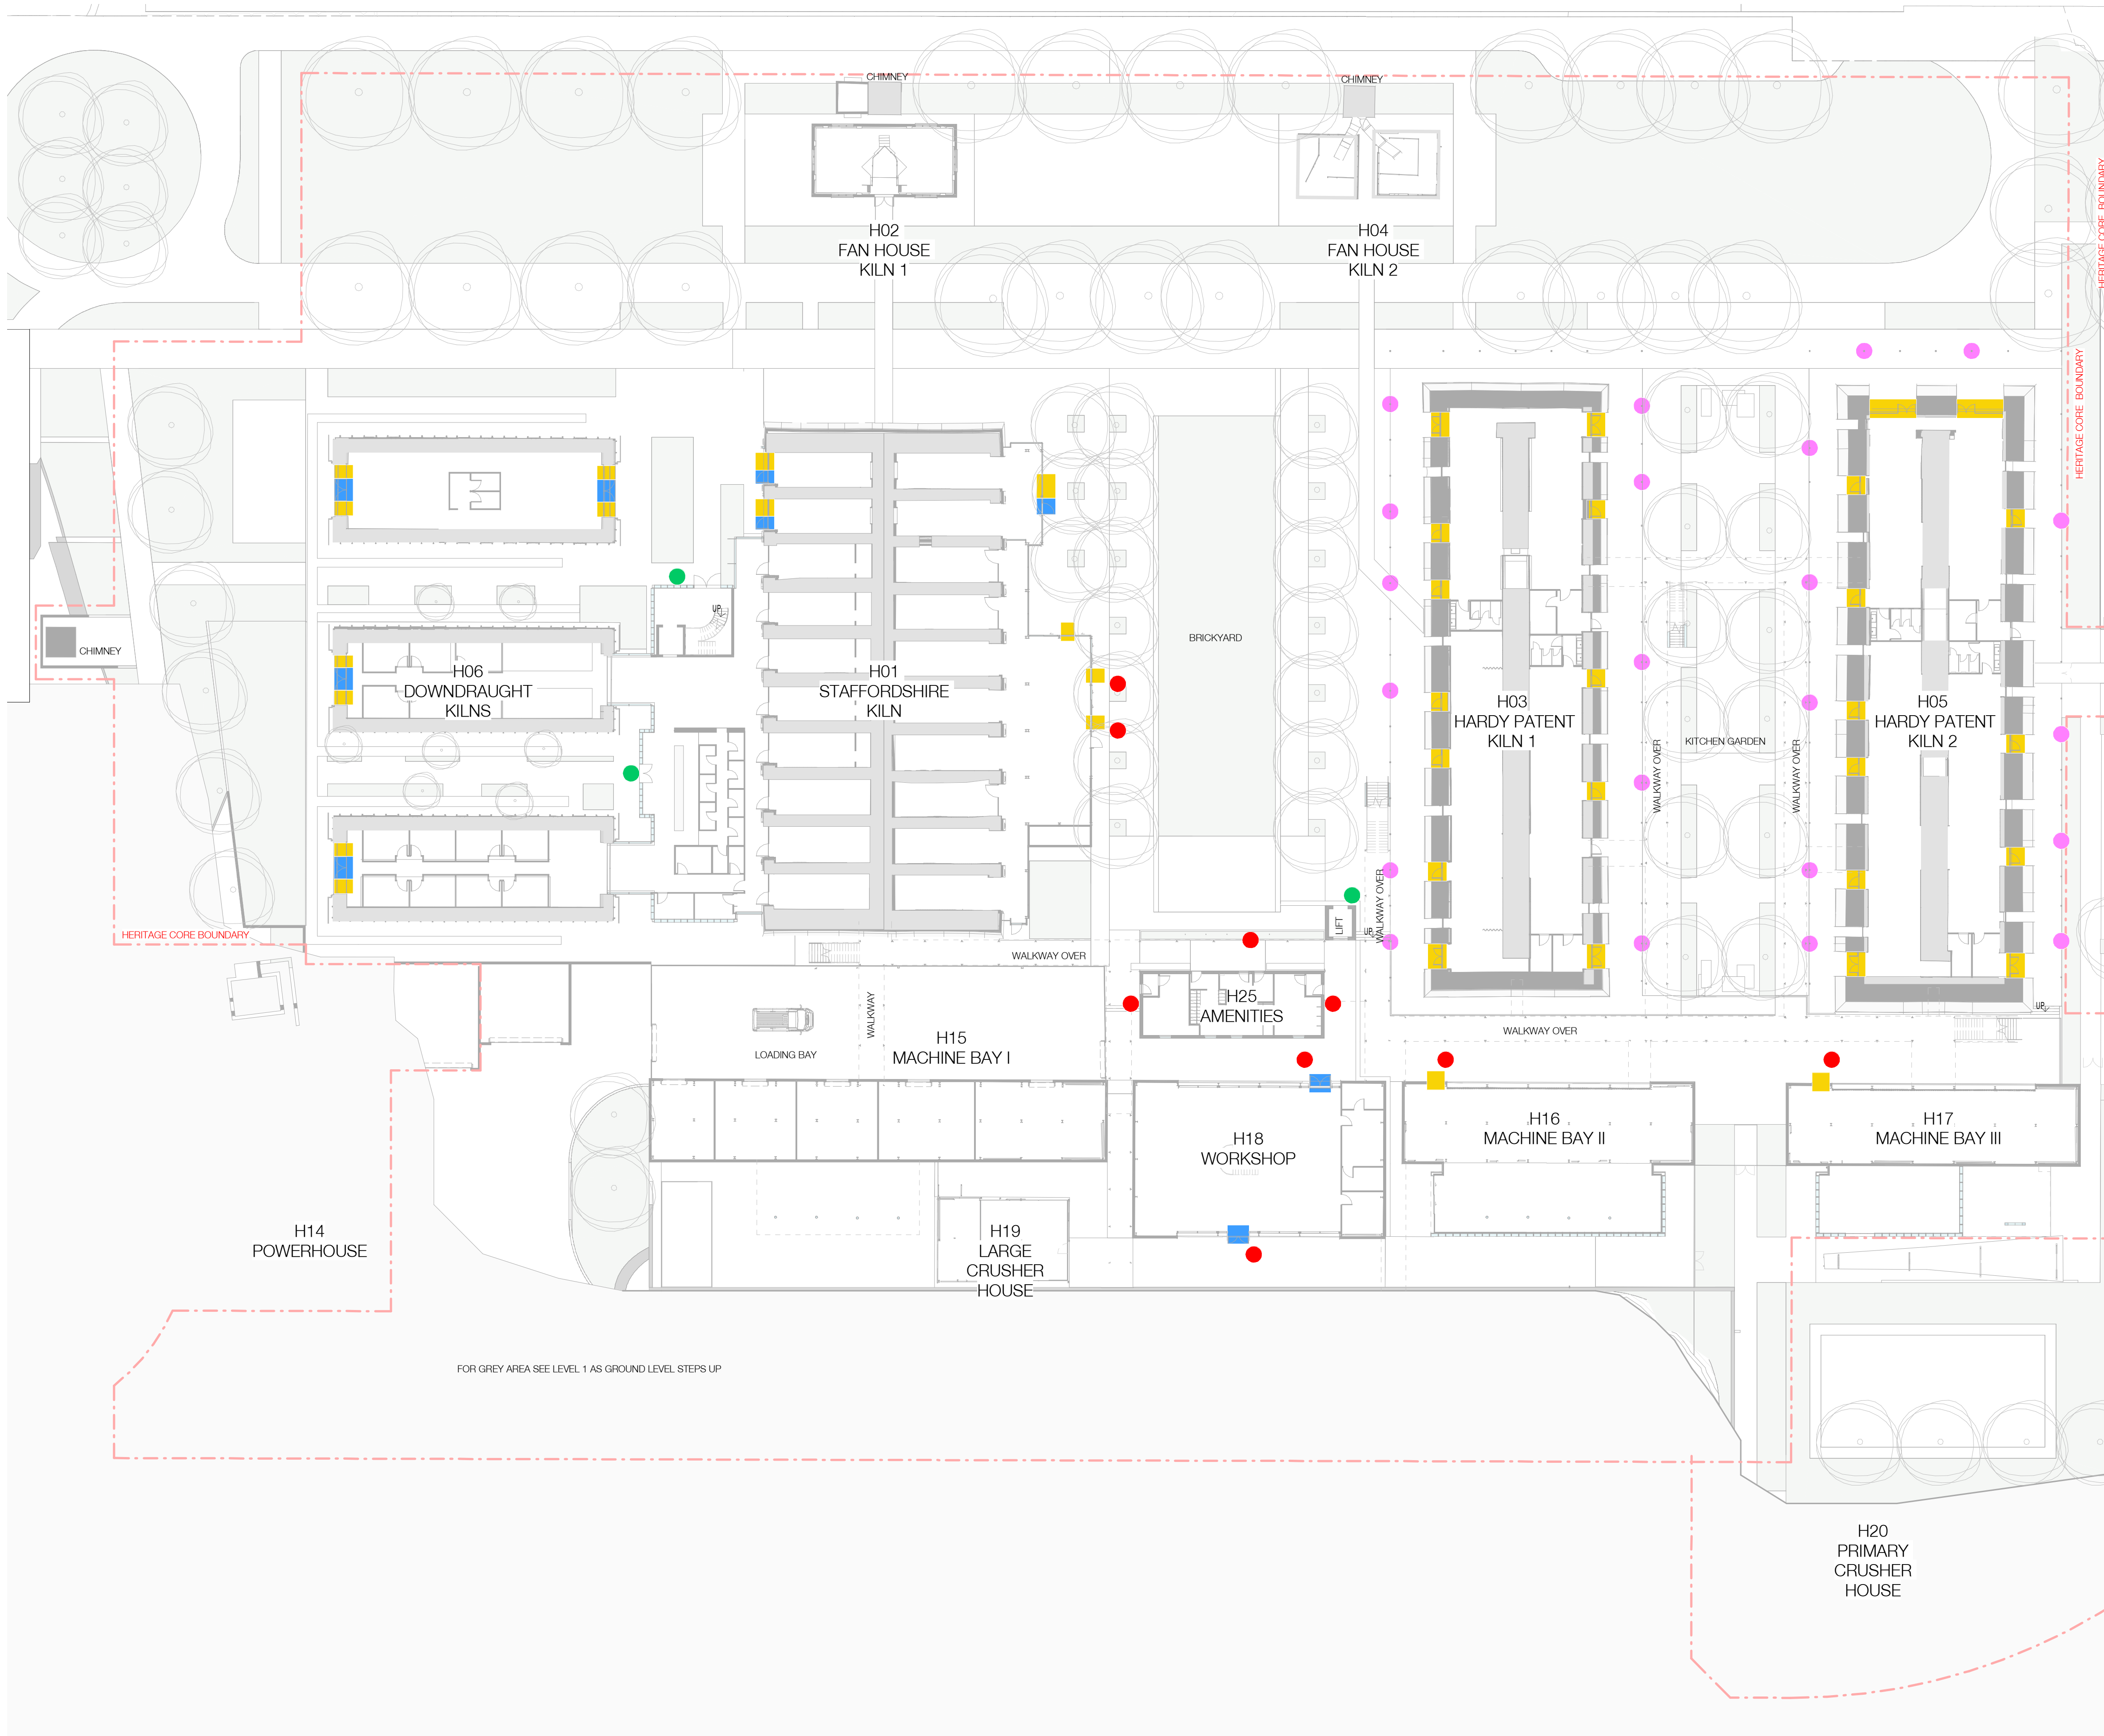 CHIMNEY
CHIMNEY
H02
FAN HOUSE
KILN 1
H04
FAN HOUSE
KILN 2
HERITAGE CORE BOUNDARY
HERITAGE CORE BOUNDARY
UP
CHIMNEY
H06
DOWNDRAUGHT
KILNS
H01
STAFFORDSHIRE
KILN
BRICKYARD
H03
HARDY PATENT
KILN 1
WALKWAY OVER
KITCHEN GARDEN
WALKWAY OVER
H05
HARDY PATENT
KILN 2
HERITAGE CORE BOUNDARY
WALKWAY OVER
LIFT
UP
WALKWAY OVER
H25
AMENITIES
WALKWAY
LOADING BAY
H15
MACHINE BAY I
WALKWAY OVER
UP
H18
WORKSHOP
H16
MACHINE BAY II
H17
MACHINE BAY III
H14
POWERHOUSE
H19
LARGE
CRUSHER
HOUSE
FOR GREY AREA SEE LEVEL 1 AS GROUND LEVEL STEPS UP
H20
PRIMARY
CRUSHER
HOUSE